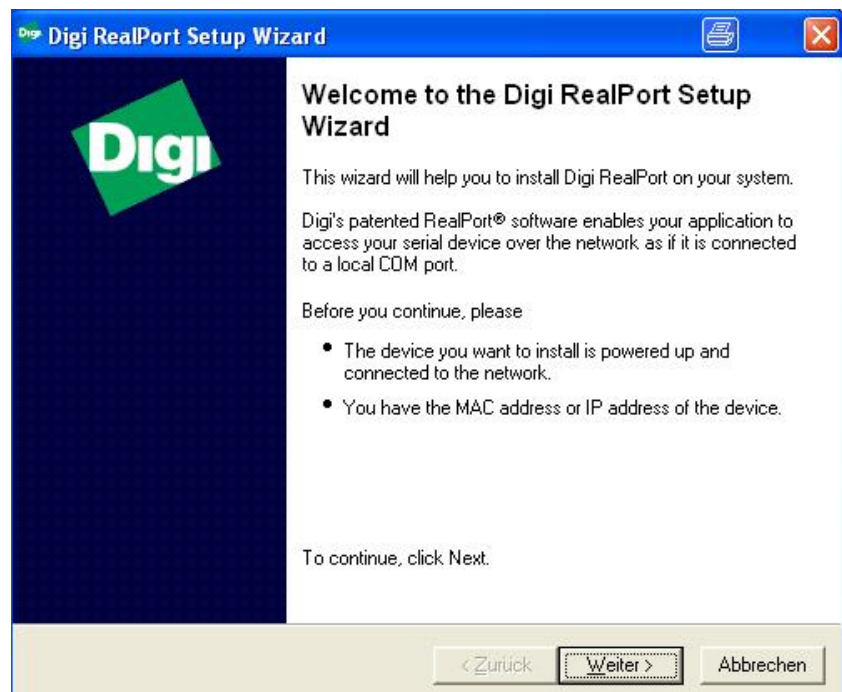 Digi RealPort Setup Wizard
Digi
Welcome to the Digi RealPort Setup
Wizard
This wizard will help you to install Digi RealPort on your system.
Digi's patented RealPort® software enables your application to
access your serial device over the network as if it is connected
to a local COM port.
Before you continue, please
• The device you want to install is powered up and
connected to the network.
• You have the MAC address or IP address of the device.
To continue, click Next.
< Zurück Weiter > Abbrechen